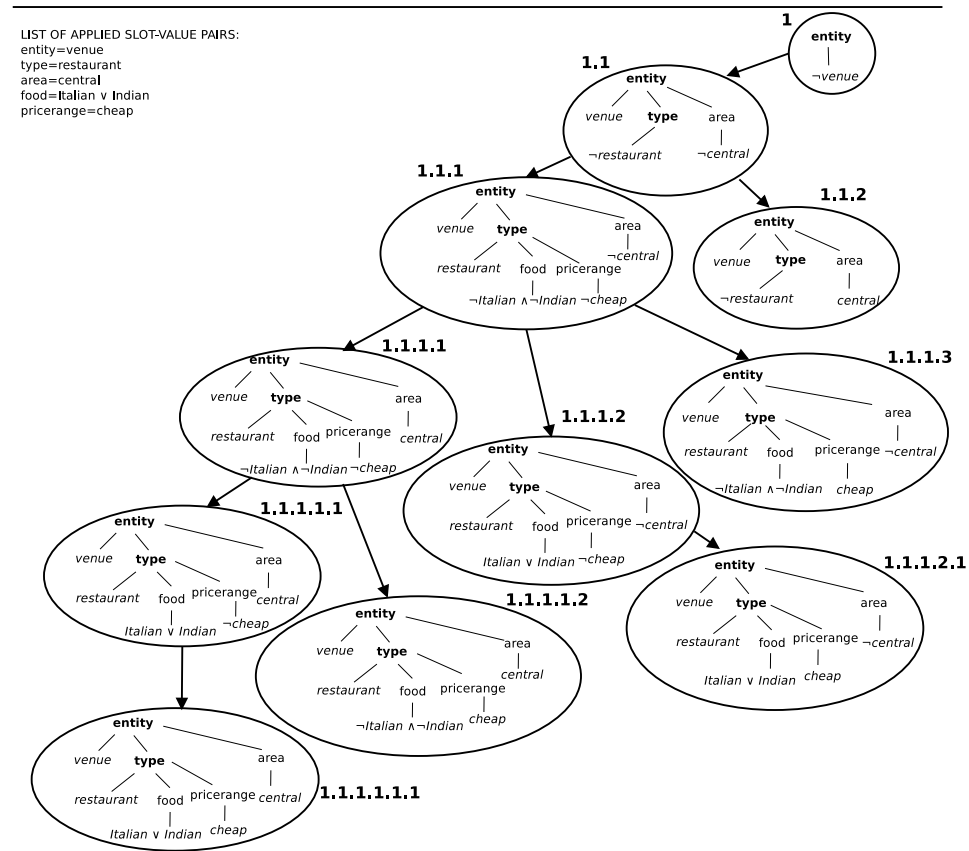 LIST OF APPLIED SLOT-VALUE PAIRS:
entity=venue
type=restaurant
area=central
food=Italian ∨ Indian
pricerange=cheap
1
entity
¬venue
1.1
entity
venue type area
¬restaurant ¬central
1.1.1
entity
venue type area
restaurant food pricerange ¬central
¬Italian ∧¬Indian ¬cheap
1.1.2
entity
venue type area
¬restaurant central
1.1.1.1
entity
venue type area
restaurant food pricerange central
¬Italian ∧¬Indian ¬cheap
1.1.1.2
entity
venue type area
restaurant food pricerange ¬central
Italian ∨ Indian ¬cheap
1.1.1.3
entity
venue type area
restaurant food pricerange ¬central
¬Italian ∧¬Indian cheap
1.1.1.1.1
entity
venue type area
restaurant food pricerange central
Italian ∨ Indian ¬cheap
1.1.1.1.2
entity
venue type area
restaurant food pricerange central
¬Italian ∧¬Indian cheap
1.1.1.2.1
entity
venue type area
restaurant food pricerange ¬central
Italian ∨ Indian cheap
entity
venue type area
restaurant food pricerange central
Italian ∨ Indian cheap
1.1.1.1.1.1